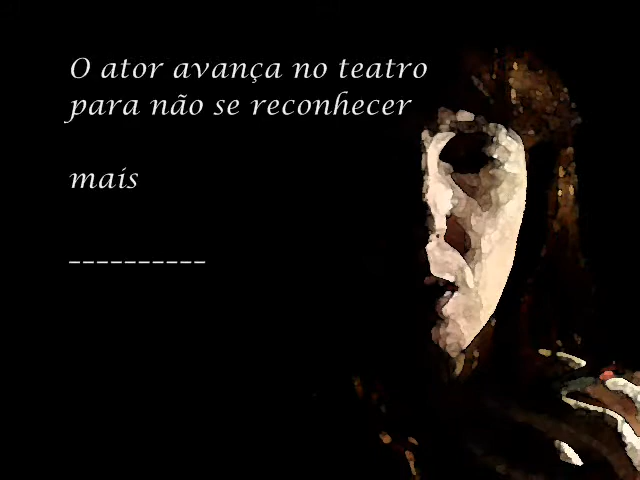 O ator avança no teatro
para não se reconhecer
mais
__________